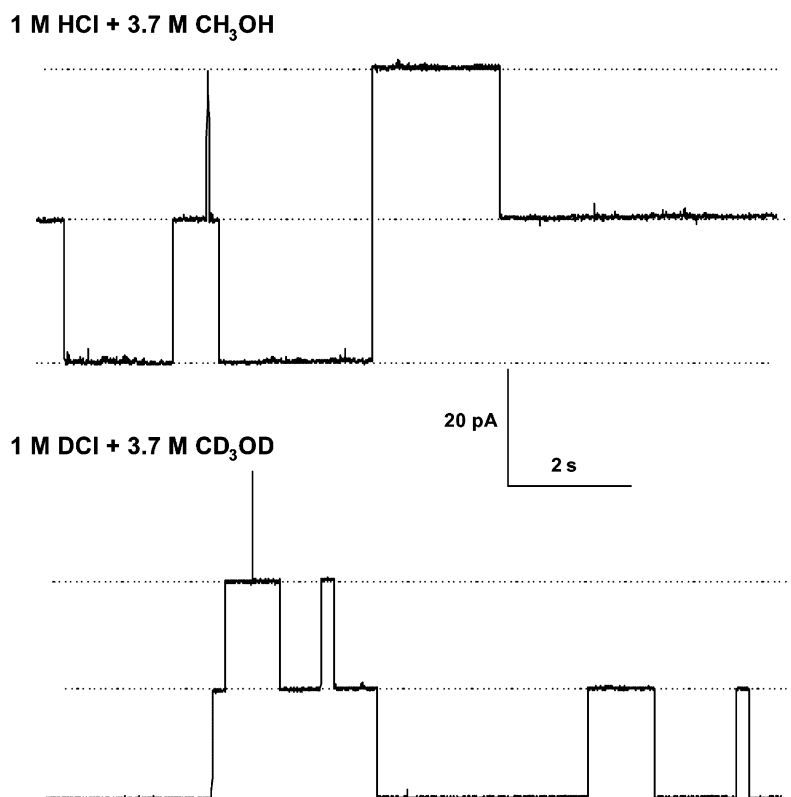 1 M HCl + 3.7 M CH₃OH
20 pA
2 s
1 M DCl + 3.7 M CD₃OD